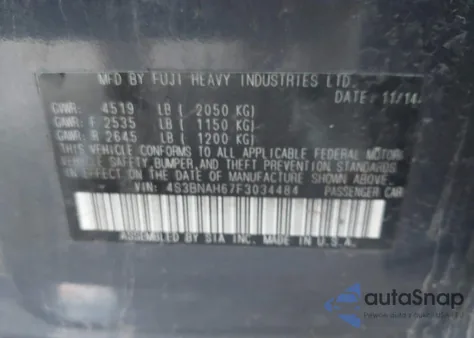 MFD BY FUJI HEAVY INDUSTRIES LTD.
DATE: 11/14
GVWR: 4519 LB ( 2050 KG)
GAWR: F 2535 LB ( 1150 KG)
GAWR: R 2645 LB ( 1200 KG)
THIS VEHICLE CONFORMS TO ALL APPLICABLE FEDERAL MOTOR
VEHICLE SAFETY, BUMPER, AND THEFT PREVENTION STANDARDS
IN EFFECT ON THE DATE OF MANUFACTURE SHOWN ABOVE.
VIN: 4S3BNAH67F3034484 PASSENGER CAR
ASSEMBLED BY SIA INC. MADE IN U.S.A.
autoSnap